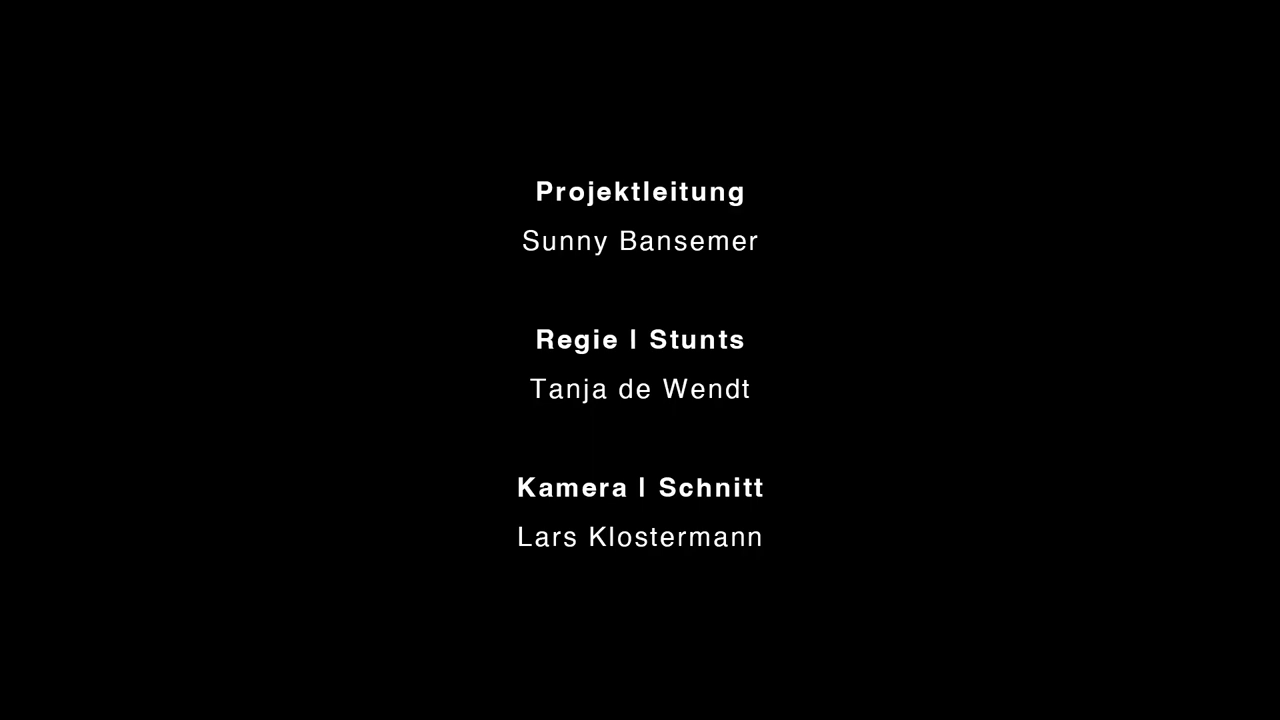 Projektleitung
Sunny Bansemer
Regie | Stunts
Tanja de Wendt
Kamera | Schnitt
Lars Klostermann